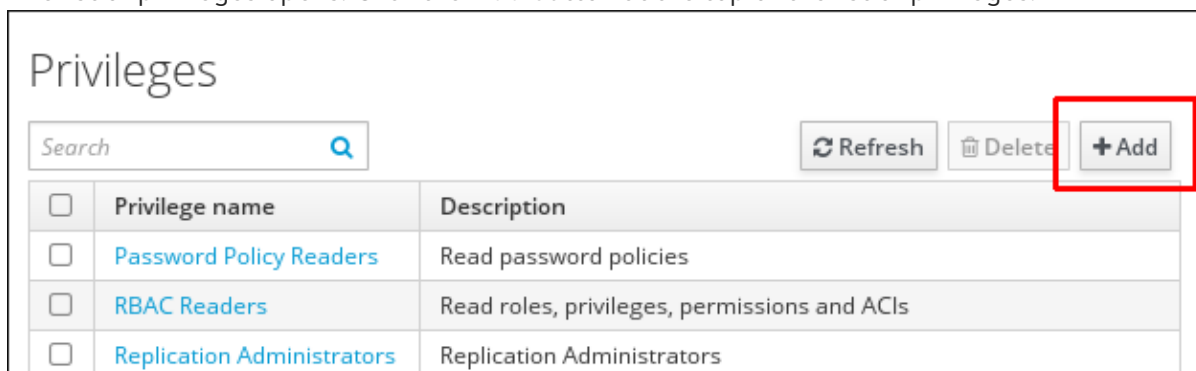 Privileges
Search Refresh Delete + Add
Privilege name Description
Password Policy Readers Read password policies
RBAC Readers Read roles, privileges, permissions and ACIs
Replication Administrators Replication Administrators